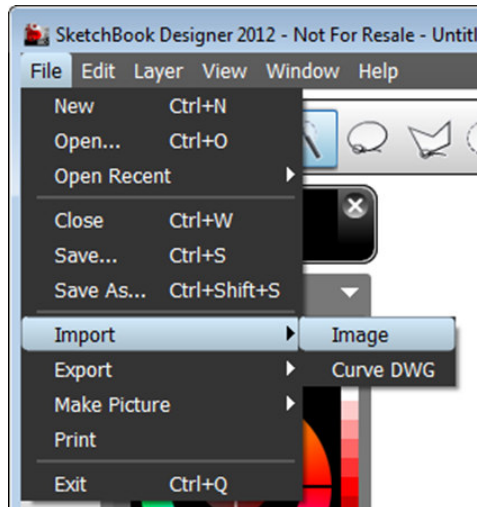 SketchBook Designer 2012 - Not For Resale - Untitl
File Edit Layer View Window Help
New Ctrl+N
Open... Ctrl+O
Open Recent
Close Ctrl+W
Save... Ctrl+S
Save As... Ctrl+Shift+S
Import Image
Export Curve DWG
Make Picture
Print
Exit Ctrl+Q